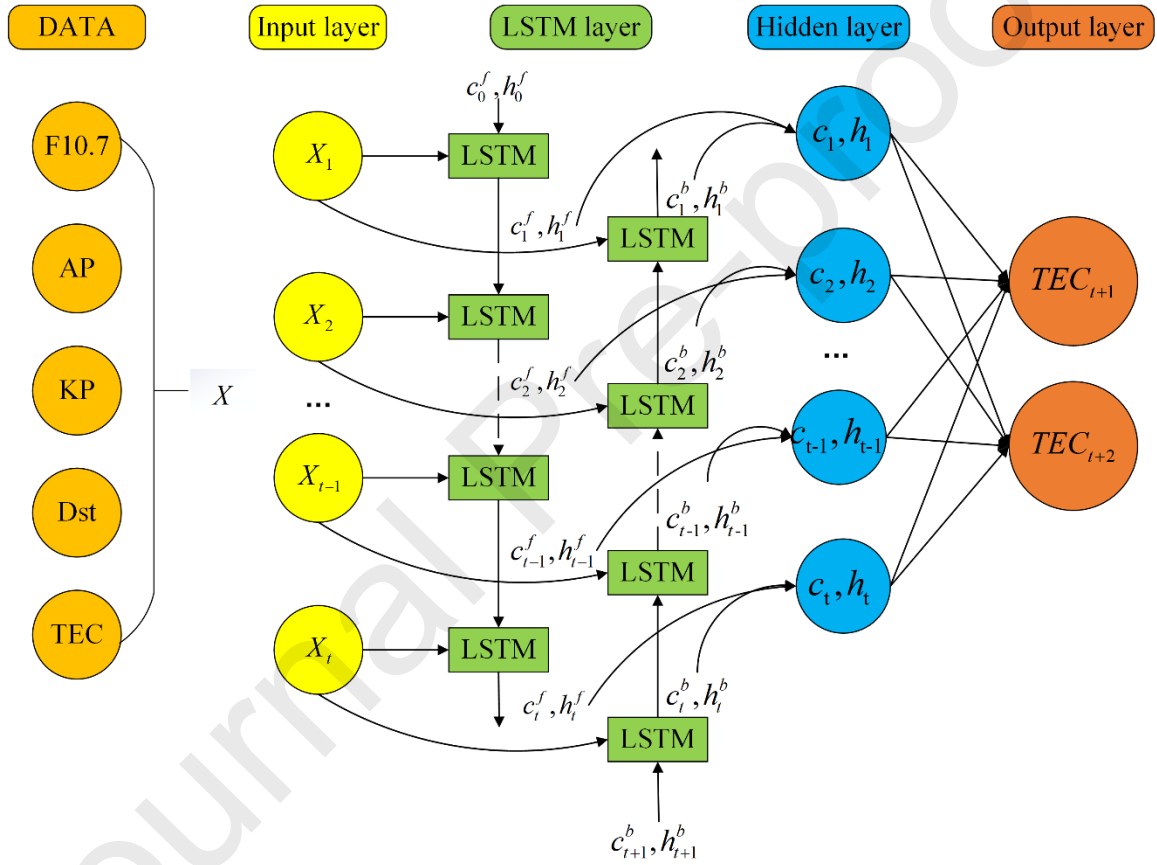 DATA
Input layer
LSTM layer
Hidden layer
Output layer
F10.7
AP
KP
Dst
TEC
X
X_1
X_2
...
X_{t-1}
X_t
c_0^f, h_0^f
LSTM
c_1^f, h_1^f
LSTM
c_2^f, h_2^f
LSTM
c_{t-1}^f, h_{t-1}^f
LSTM
c_t^f, h_t^f
c_1^b, h_1^b
LSTM
c_2^b, h_2^b
LSTM
c_{t-1}^b, h_{t-1}^b
LSTM
c_t^b, h_t^b
LSTM
c_{t+1}^b, h_{t+1}^b
c_1, h_1
c_2, h_2
...
c_{t-1}, h_{t-1}
c_t, h_t
TEC_{t+1}
TEC_{t+2}
Journal Pre-proof